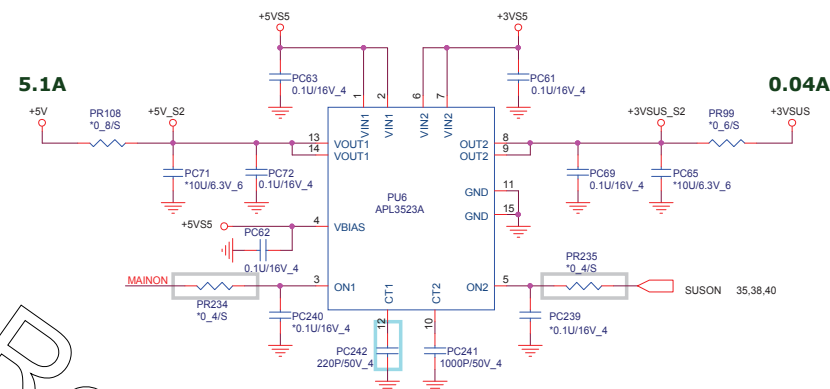 +5VS5
+3VS5
5.1A
0.04A
PC63
0.1U/16V_4
PC61
0.1U/16V_4
1
2
6
7
VIN1
VIN1
VIN2
VIN2
+5V
PR108
*0_8/S
+5V_S2
+3VSUS_S2
PR99
*0_6/S
+3VSUS
13
VOUT1
14
VOUT1
8
OUT2
9
OUT2
PC71
*10U/6.3V_6
PC72
0.1U/16V_4
PC69
0.1U/16V_4
PC65
*10U/6.3V_6
PU6
APL3523A
GND
11
GND
15
+5VS5
4
VBIAS
PC62
0.1U/16V_4
MAINON
PR234
*0_4/S
3
ON1
5
ON2
PR235
*0_4/S
SUSON
35,38,40
CT1
CT2
12
10
PC240
*0.1U/16V_4
PC239
*0.1U/16V_4
PC242
220P/50V_4
PC241
1000P/50V_4